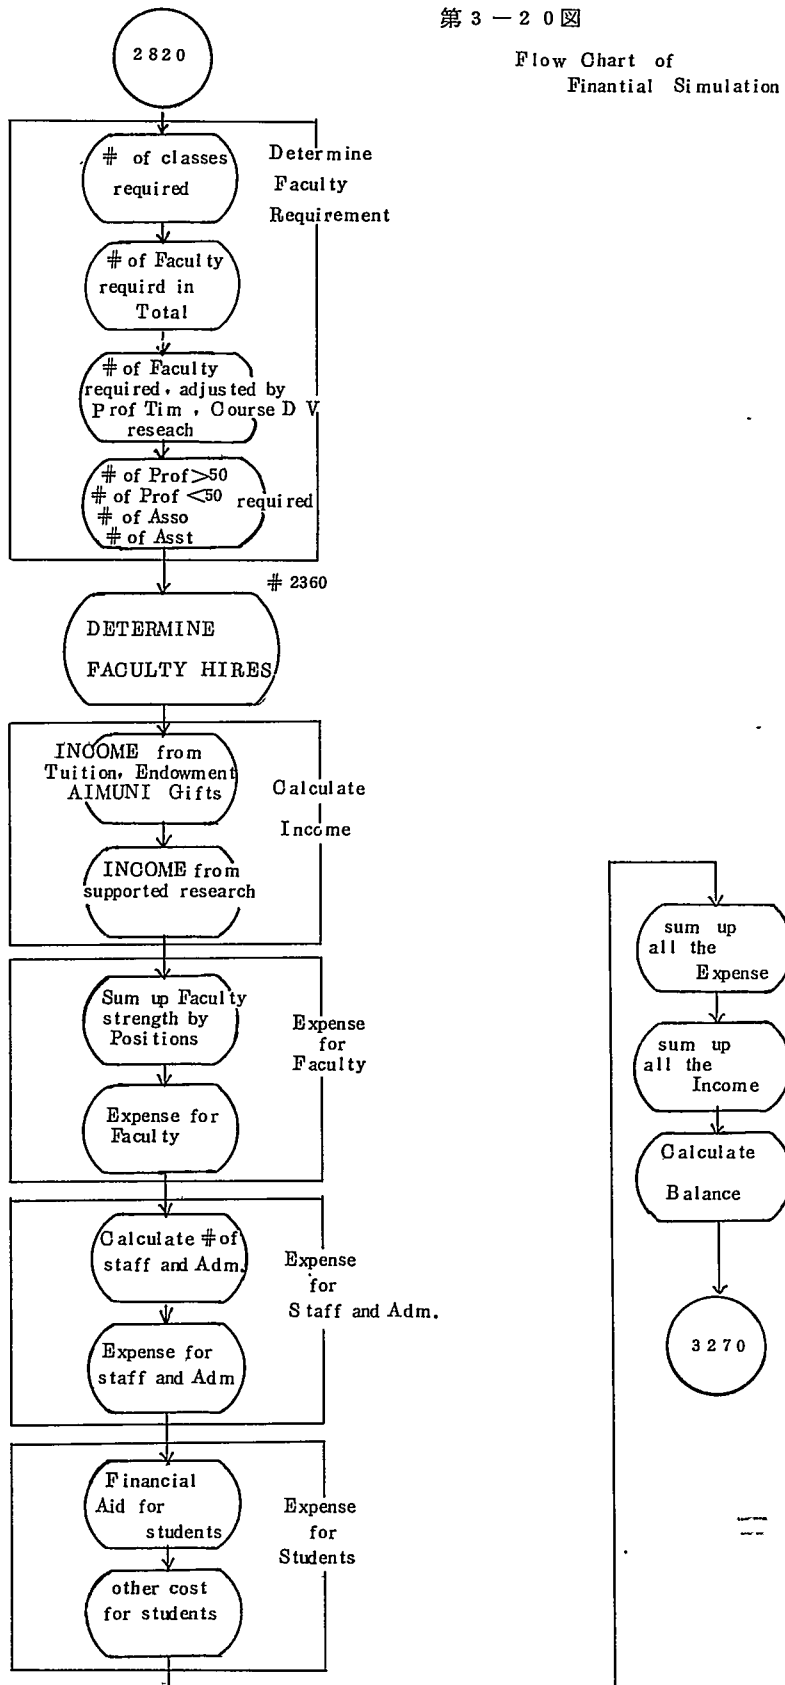 第3-20図
Flow Chart of
Finantial Simulation
2820
# of classes
required
Determine
Faculty
Requirement
# of Faculty
requird in
Total
# of Faculty
required, adjusted by
Prof Tim, Course D V
reseach
# of Prof >50
# of Prof <50
# of Asso
# of Asst
required
# 2360
DETERMINE
FACULTY HIRES
INCOME from
Tuition, Endowment
AIMUNI Gifts
Calculate
Income
INCOME from
supported research
Sum up Faculty
strength by
Positions
Expense
for
Faculty
Expense for
Faculty
Calculate # of
staff and Adm.
Expense
for
Staff and Adm.
Expense for
staff and Adm
Financial
Aid for
students
Expense
for
Students
other cost
for students
sum up
all the
Expense
sum up
all the
Income
Calculate
Balance
3270